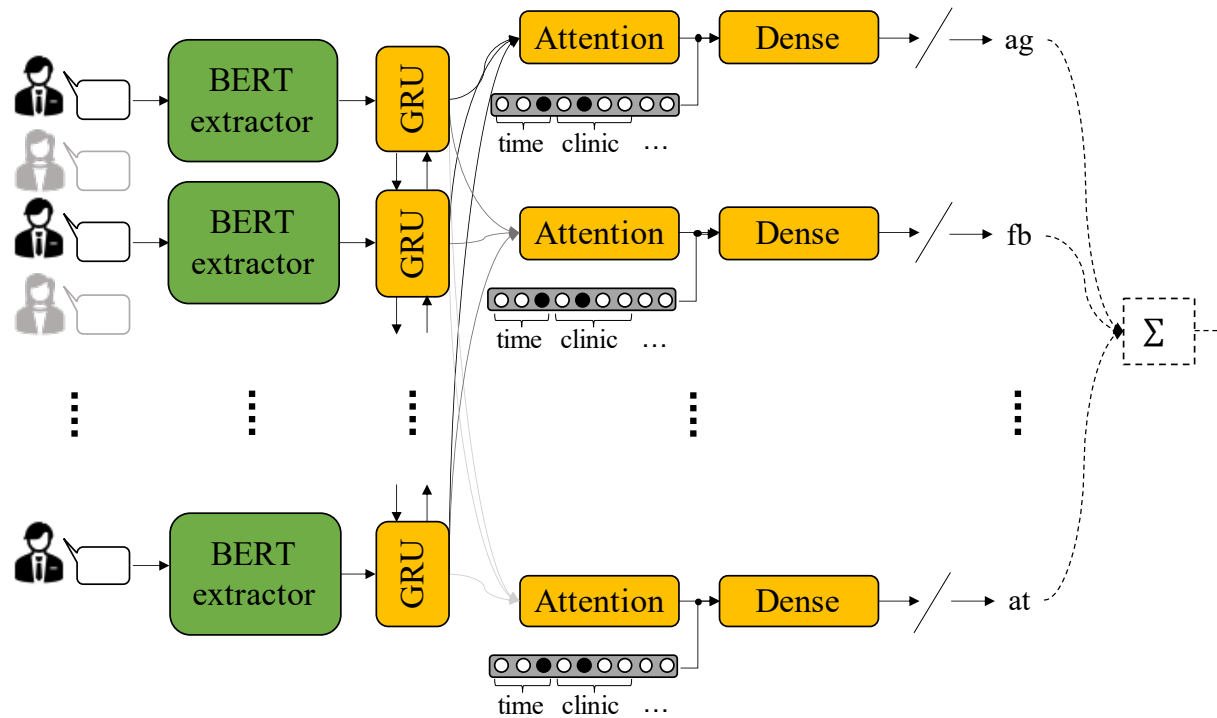 BERT
extractor
GRU
Attention
Dense
ag
time clinic ...
BERT
extractor
GRU
Attention
Dense
fb
time clinic ...
Σ
BERT
extractor
GRU
Attention
Dense
at
time clinic ...